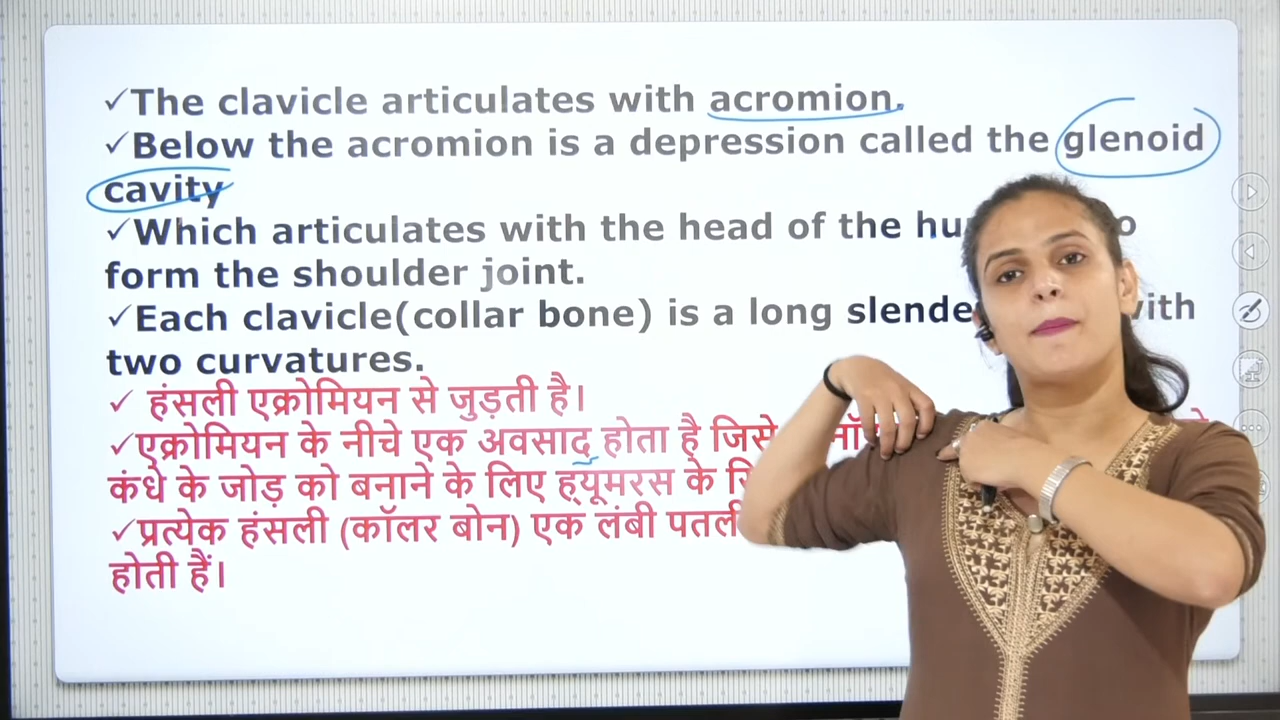 ✓The clavicle articulates with acromion.
✓Below the acromion is a depression called the glenoid
cavity
✓Which articulates with the head of the
form the shoulder joint.
✓Each clavicle(collar bone) is a long
two curvatures.
✓ हंसली एक्रोमियन से जुड़ती है।
✓एक्रोमियन के नीचे एक अवसाद होता है जिसे
कंधे के जोड़ को बनाने के लिए ह्यूमरस के
✓प्रत्येक हंसली (कॉलर बोन) एक लंबी पतली
होती हैं।